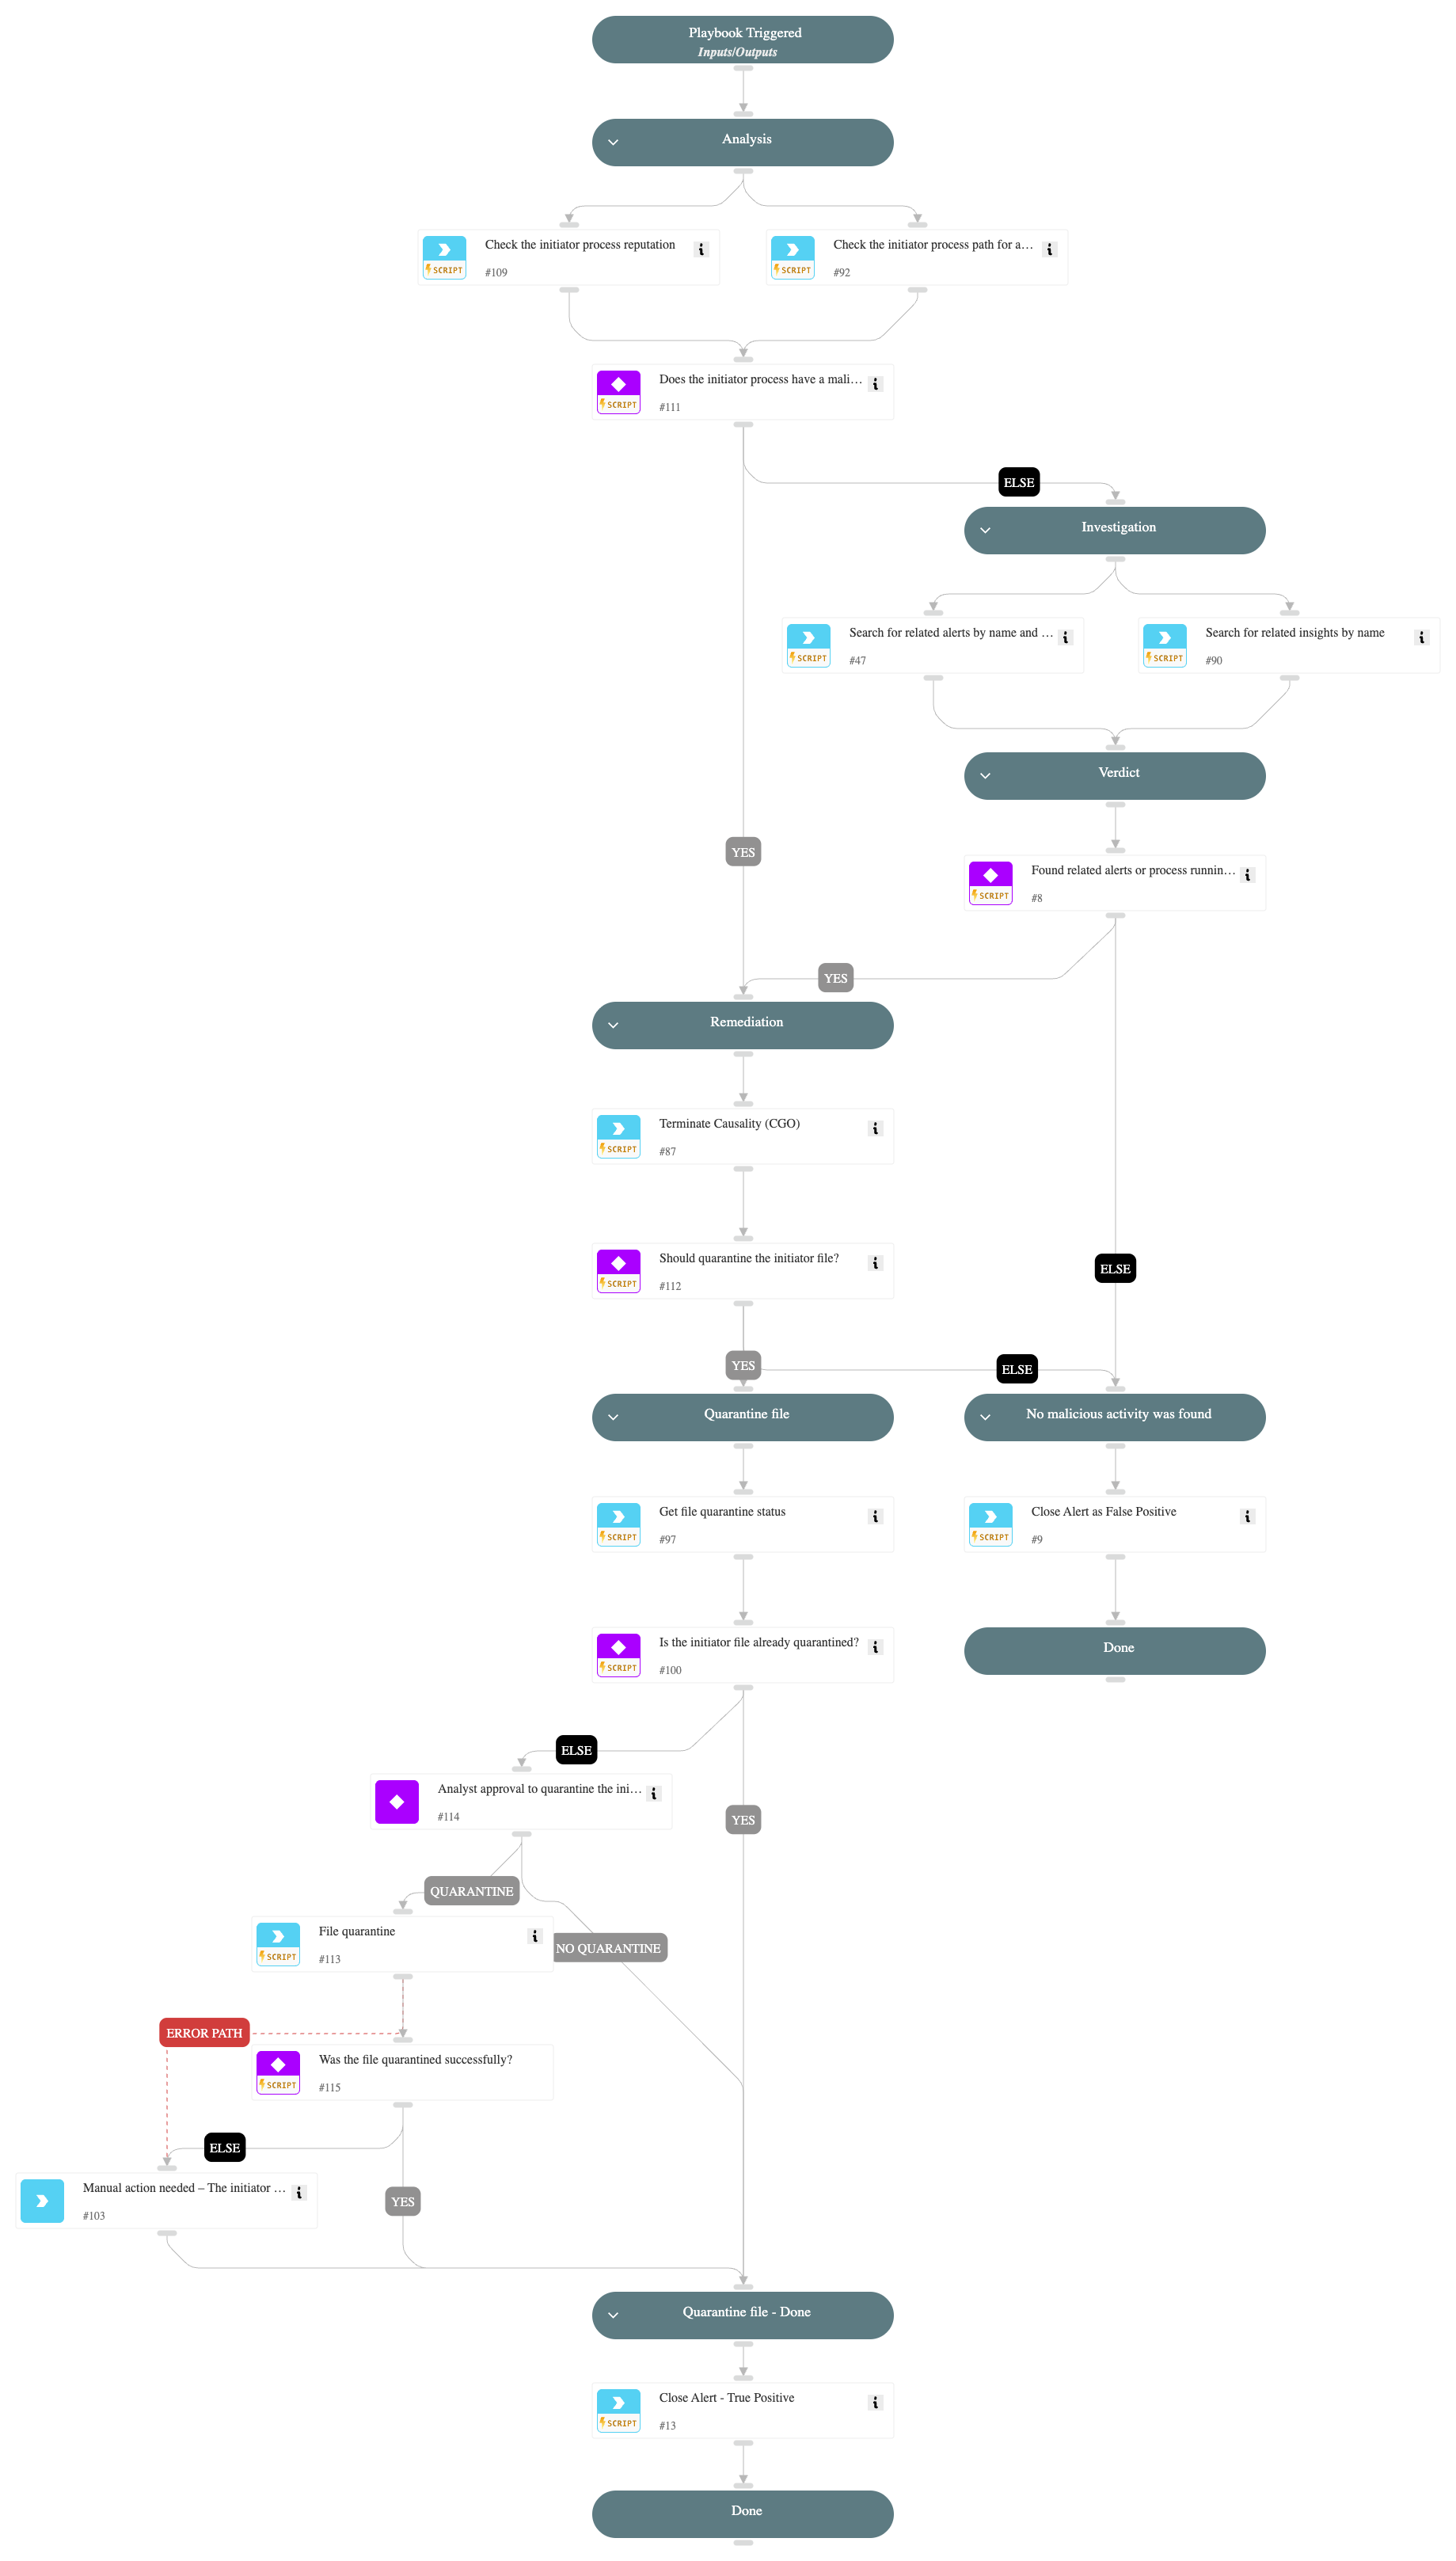 Playbook Triggered
Inputs/Outputs
Analysis
Check the initiator process reputation
SCRIPT
#109
Check the initiator process path for a…
SCRIPT
#92
Does the initiator process have a mali…
SCRIPT
#111
ELSE
Investigation
Search for related alerts by name and …
SCRIPT
#47
Search for related insights by name
SCRIPT
#90
Verdict
YES
Found related alerts or process runnin…
SCRIPT
#8
YES
Remediation
Terminate Causality (CGO)
SCRIPT
#87
Should quarantine the initiator file?
SCRIPT
#112
ELSE
YES
ELSE
Quarantine file
No malicious activity was found
Get file quarantine status
SCRIPT
#97
Close Alert as False Positive
SCRIPT
#9
Is the initiator file already quarantined?
SCRIPT
#100
Done
ELSE
Analyst approval to quarantine the ini…
#114
YES
QUARANTINE
File quarantine
SCRIPT
#113
NO QUARANTINE
ERROR PATH
Was the file quarantined successfully?
SCRIPT
#115
ELSE
Manual action needed – The initiator …
#103
YES
Quarantine file - Done
Close Alert - True Positive
SCRIPT
#13
Done